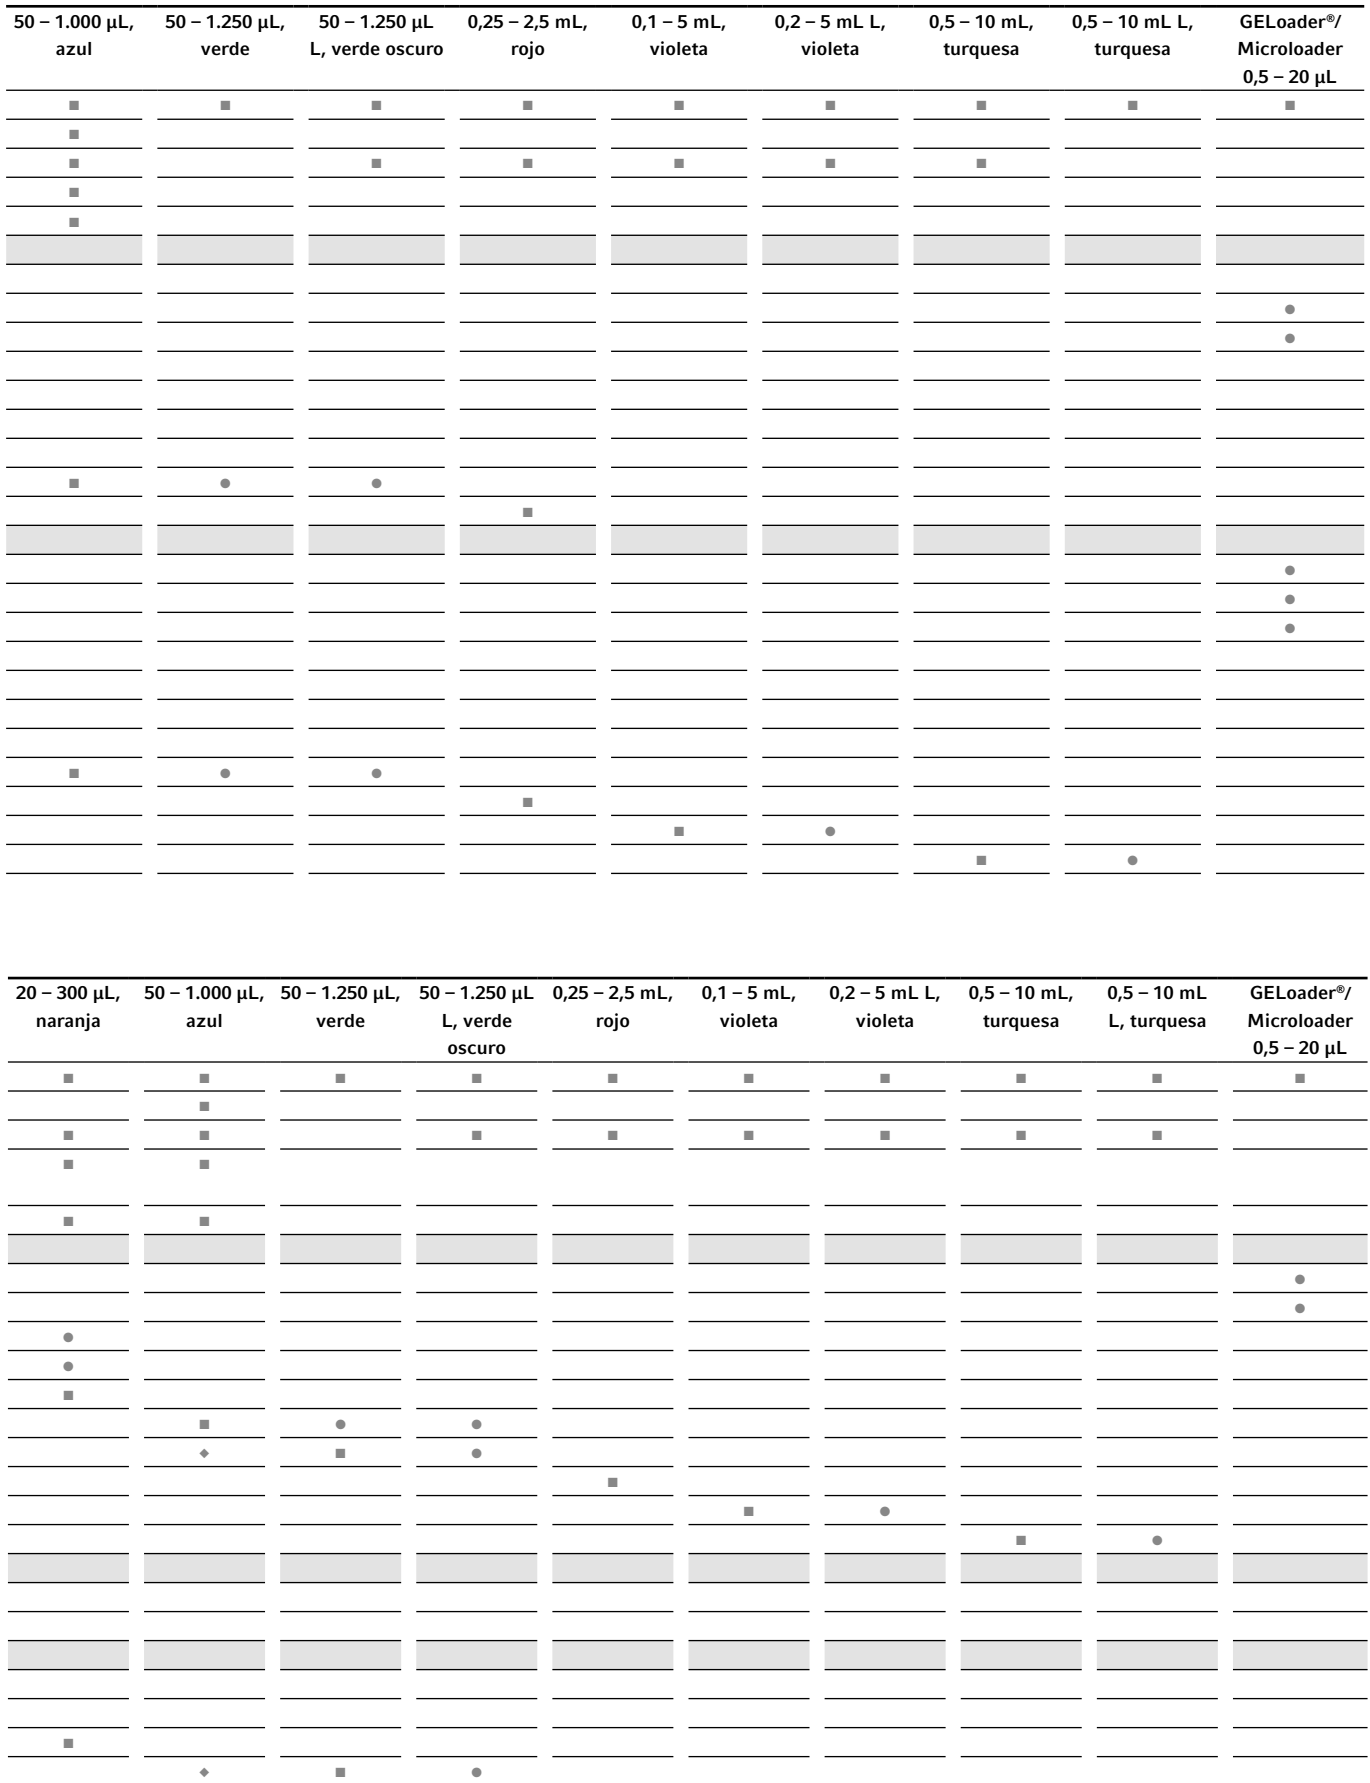 50 – 1.000 µL, 50 – 1.250 µL, 50 – 1.250 µL 0,25 – 2,5 mL, 0,1 – 5 mL, 0,2 – 5 mL L, 0,5 – 10 mL, 0,5 – 10 mL L, GELoader®/
azul verde L, verde oscuro rojo violeta violeta turquesa turquesa Microloader
0,5 – 20 µL
■ ■ ■ ■ ■ ■ ■ ■ ■
■
■ ■ ■ ■ ■ ■
■
■
●
●
■ ● ●
■
●
●
●
■ ● ●
■
■ ●
■ ●
20 – 300 µL, 50 – 1.000 µL, 50 – 1.250 µL, 50 – 1.250 µL 0,25 – 2,5 mL, 0,1 – 5 mL, 0,2 – 5 mL L, 0,5 – 10 mL, 0,5 – 10 mL GELoader®/
naranja azul verde L, verde rojo violeta violeta turquesa L, turquesa Microloader
oscuro 0,5 – 20 µL
■ ■ ■ ■ ■ ■ ■ ■ ■ ■
■
■ ■ ■ ■ ■ ■ ■ ■
■ ■
■ ■
●
●
●
●
■
■ ● ●
◆ ■ ●
■
■ ●
■ ●
■
◆ ■ ●